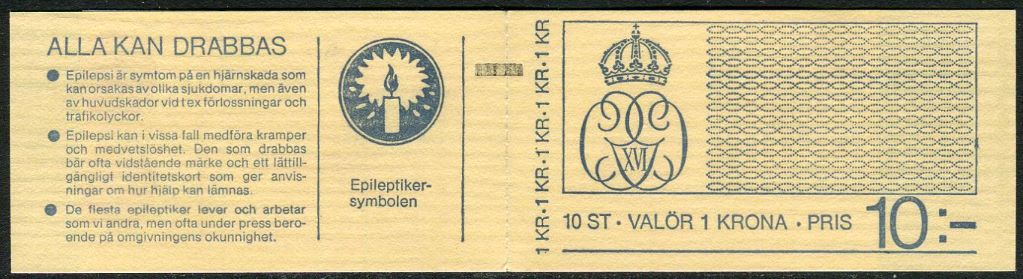 ALLA KAN DRABBAS
● Epilepsi är symtom på en hjärnskada som
kan orsakas av olika sjukdomar, men även
av huvudskador vid t ex förlossningar och
trafikolyckor.
● Epilepsi kan i vissa fall medföra kramper
och medvetslöshet. Den som drabbas
bär ofta vidstående märke och ett lättill-
gängligt identitetskort som ger anvis-
ningar om hur hjälp kan lämnas.
● De flesta epileptiker lever och arbetar
som vi andra, men ofta under press bero-
ende på omgivningens okunnighet.
Epileptiker-
symbolen
1 KR · 1 KR · 1 KR · 1 KR · 1 KR
XVI
10 ST · VALÖR 1 KRONA · PRIS 10:-